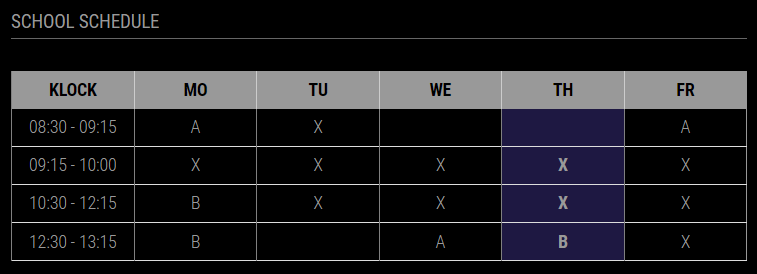 SCHOOL SCHEDULE
KLOCK MO TU WE TH FR
08:30 - 09:15 A X A
09:15 - 10:00 X X X X X
10:30 - 12:15 B X X X X
12:30 - 13:15 B A B X